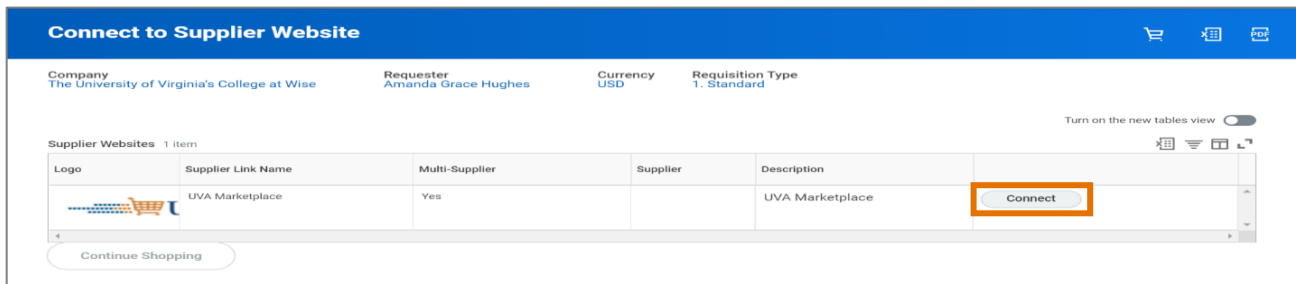 Connect to Supplier Website
PDF
Company Requester Currency Requisition Type
The University of Virginia's College at Wise Amanda Grace Hughes USD 1. Standard
Turn on the new tables view
Supplier Websites 1 item
Logo Supplier Link Name Multi-Supplier Supplier Description
U UVA Marketplace Yes UVA Marketplace Connect
Continue Shopping